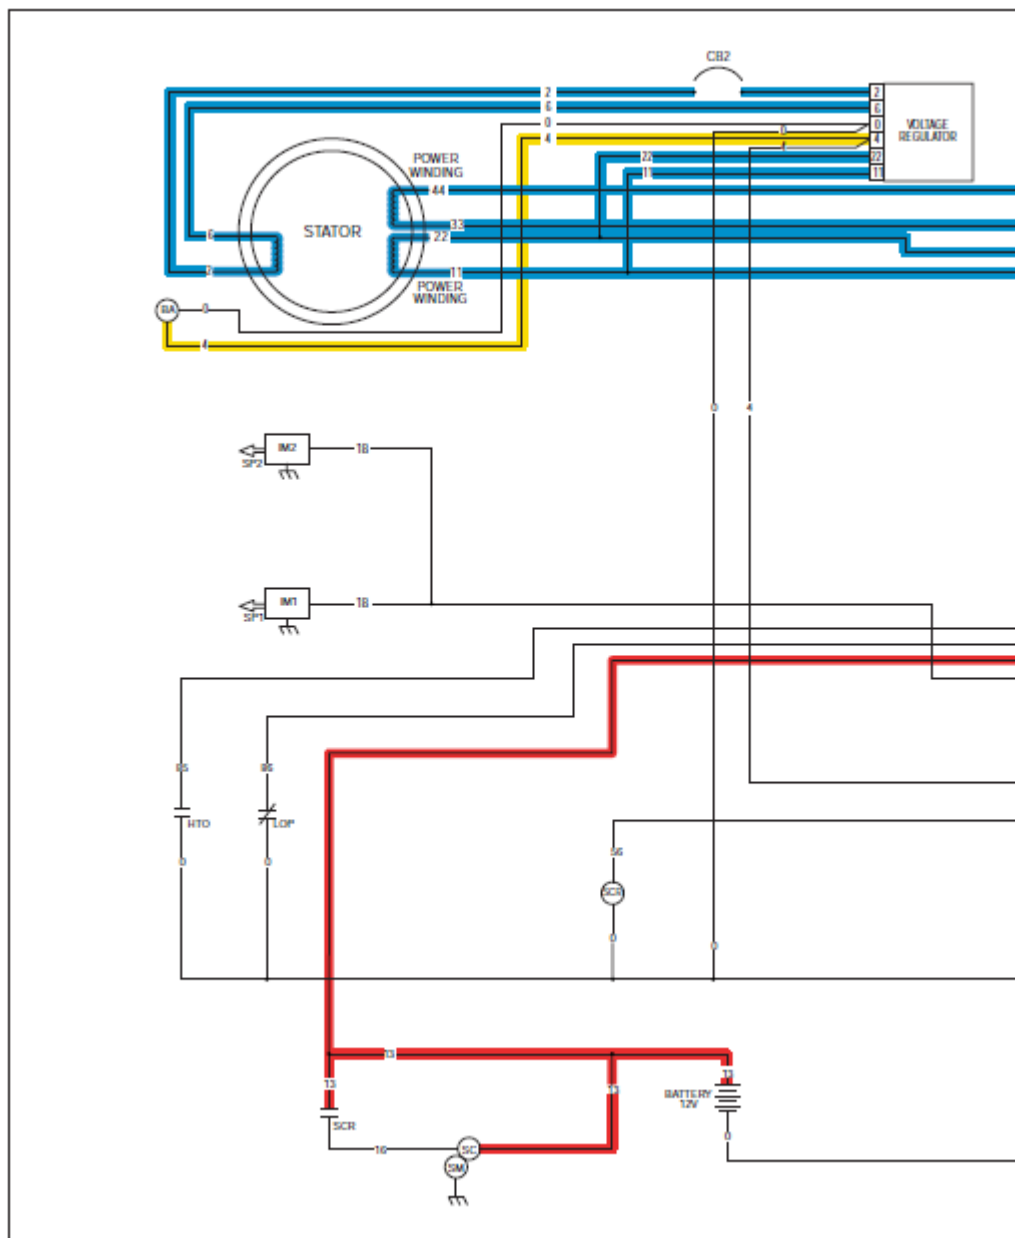 CB2
2
2
6
6
0
0
0
VOLTAGE
REGULATOR
4
4
4
22
22
11
11
POWER
WINDING
44
STATOR
33
22
6
2
11
POWER
WINDING
BA
0
4
0
4
IM2
18
SP2
IM1
18
SP1
85
86
HTO
LOP
0
0
56
SCR
0
0
13
13
13
13
BATTERY
12V
SCR
0
16
SC
SM